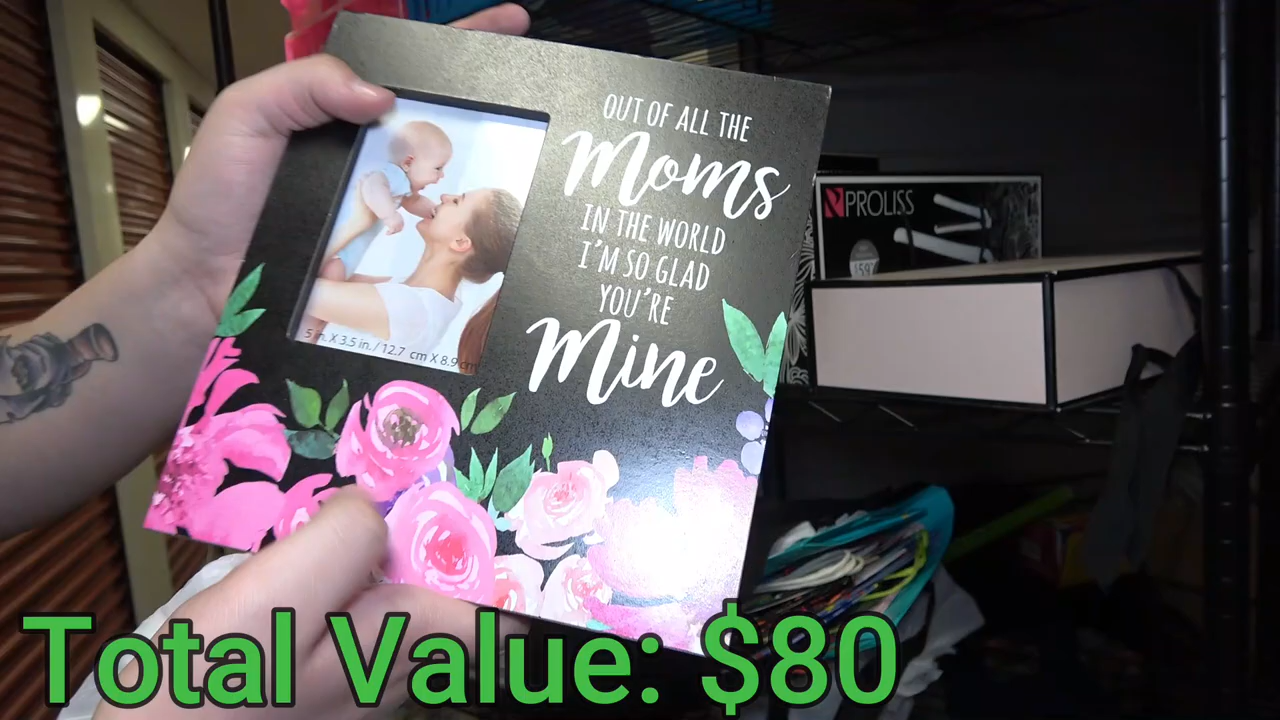 OUT OF ALL THE
Moms
IN THE WORLD
I'M SO GLAD
YOU'RE
Mine
5 in. X 3.5 in. / 12.7 cm X 8.9 cm
PROLISS
Total Value: $80